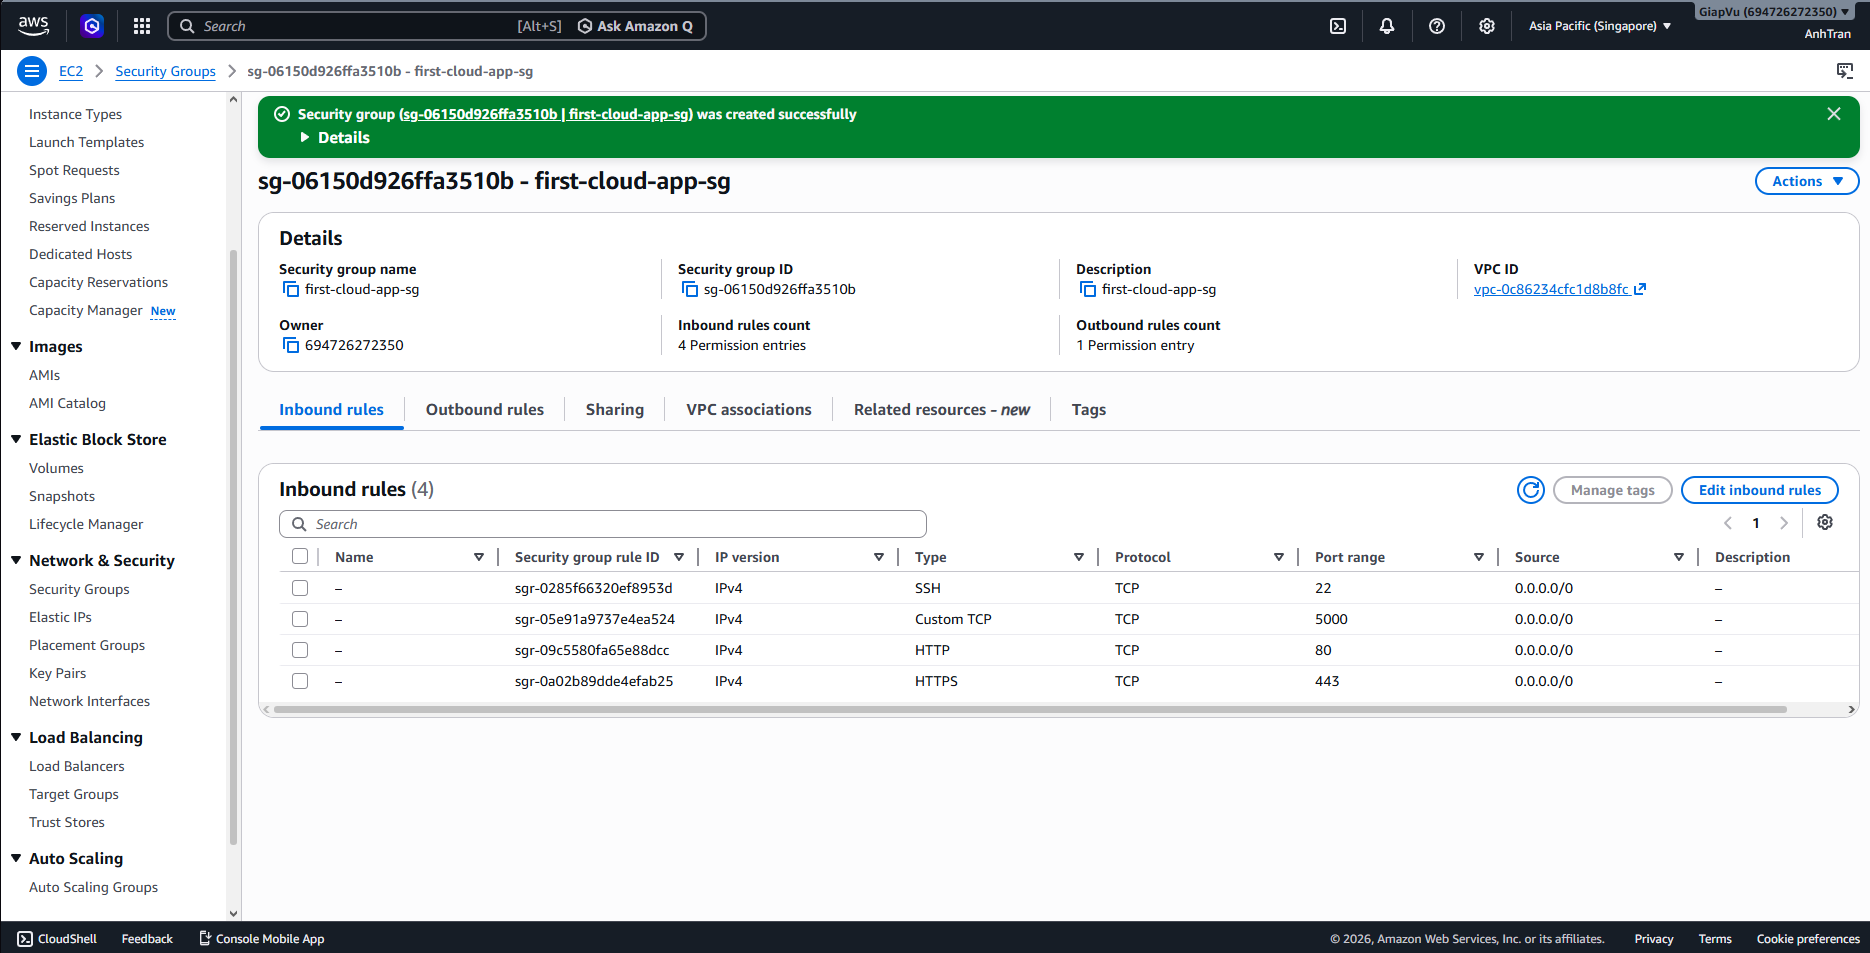 aws
Search [Alt+S] Ask Amazon Q
Asia Pacific (Singapore)
GiapVu (694726272350)
AnhTran
EC2 Security Groups sg-06150d926ffa3510b - first-cloud-app-sg
Instance Types
Launch Templates
Spot Requests
Savings Plans
Reserved Instances
Dedicated Hosts
Capacity Reservations
Capacity Manager New
Images
AMIs
AMI Catalog
Elastic Block Store
Volumes
Snapshots
Lifecycle Manager
Network & Security
Security Groups
Elastic IPs
Placement Groups
Key Pairs
Network Interfaces
Load Balancing
Load Balancers
Target Groups
Trust Stores
Auto Scaling
Auto Scaling Groups
Security group (sg-06150d926ffa3510b | first-cloud-app-sg) was created successfully
Details
sg-06150d926ffa3510b - first-cloud-app-sg
Actions
Details
Security group name
first-cloud-app-sg
Security group ID
sg-06150d926ffa3510b
Description
first-cloud-app-sg
VPC ID
vpc-0c86234cfc1d8b8fc
Owner
694726272350
Inbound rules count
4 Permission entries
Outbound rules count
1 Permission entry
Inbound rules Outbound rules Sharing VPC associations Related resources - new Tags
Inbound rules (4)
Manage tags
Edit inbound rules
Search
1
Name Security group rule ID IP version Type Protocol Port range Source Description
– sgr-0285f66320ef8953d IPv4 SSH TCP 22 0.0.0.0/0 –
– sgr-05e91a9737e4ea524 IPv4 Custom TCP TCP 5000 0.0.0.0/0 –
– sgr-09c5580fa65e88dcc IPv4 HTTP TCP 80 0.0.0.0/0 –
– sgr-0a02b89dde4efab25 IPv4 HTTPS TCP 443 0.0.0.0/0 –
CloudShell Feedback Console Mobile App
© 2026, Amazon Web Services, Inc. or its affiliates. Privacy Terms Cookie preferences